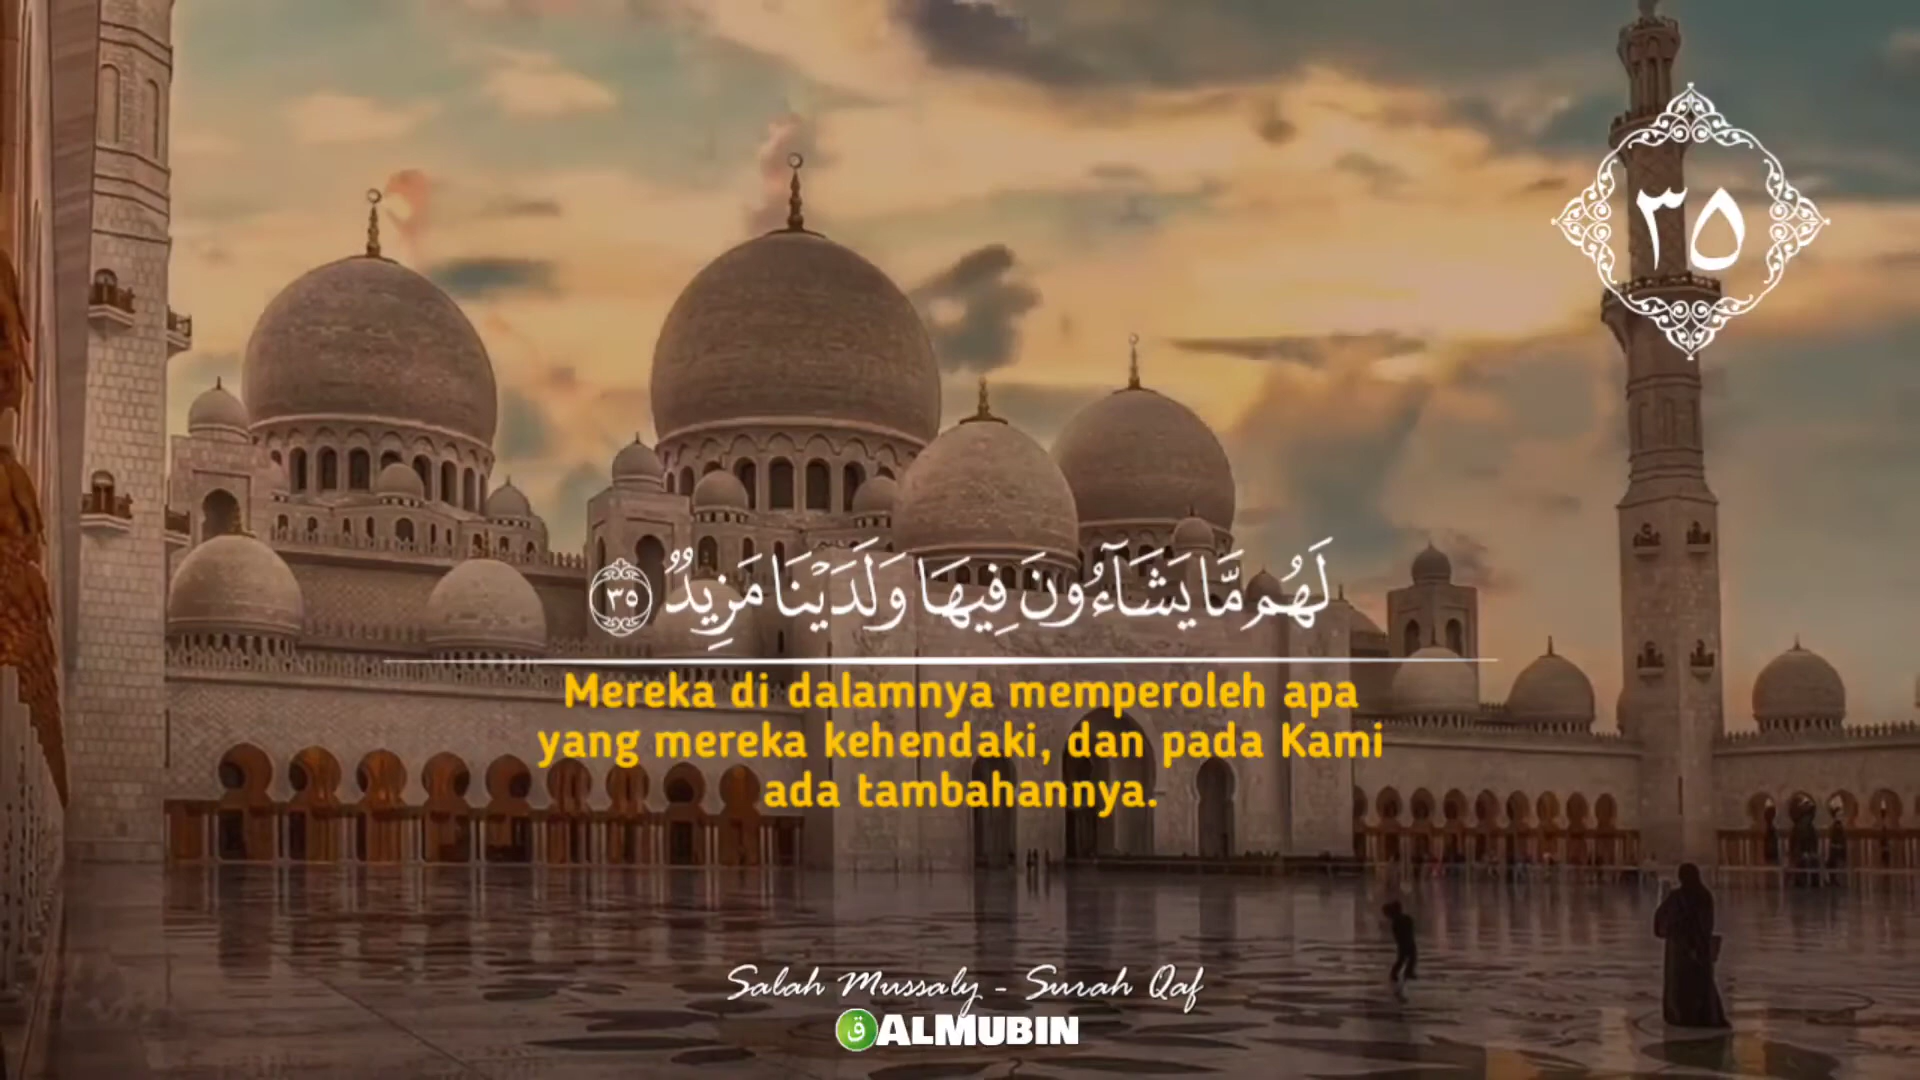 ٣٥
لَهُم مَّا يَشَآءُونَ فِيهَا وَلَدَيْنَا مَزِيدٌ ٣٥
Mereka di dalamnya memperoleh apa
yang mereka kehendaki, dan pada Kami
ada tambahannya.
Salah Mussaly - Surah Qaf
ق ALMUBIN